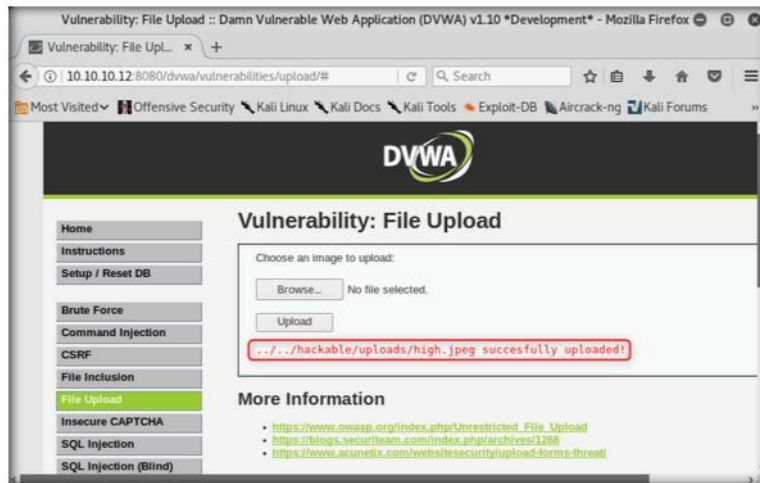 Vulnerability: File Upload :: Damn Vulnerable Web Application (DVWA) v1.10 *Development* - Mozilla Firefox
Vulnerability: File Upl...
10.10.10.12:8080/dvwa/vulnerabilities/upload/#
Search
Most Visited
Offensive Security
Kali Linux
Kali Docs
Kali Tools
Exploit-DB
Aircrack-ng
Kali Forums
DVWA
Home
Instructions
Setup / Reset DB
Brute Force
Command Injection
CSRF
File Inclusion
File Upload
Insecure CAPTCHA
SQL Injection
SQL Injection (Blind)
Vulnerability: File Upload
Choose an image to upload:
Browse... No file selected.
Upload
../../hackable/uploads/high.jpeg succesfully uploaded!
More Information
https://www.owasp.org/index.php/Unrestricted_File_Upload
https://blogs.securiteam.com/index.php/archives/1268
https://www.acunetix.com/websitesecurity/upload-forms-threat/